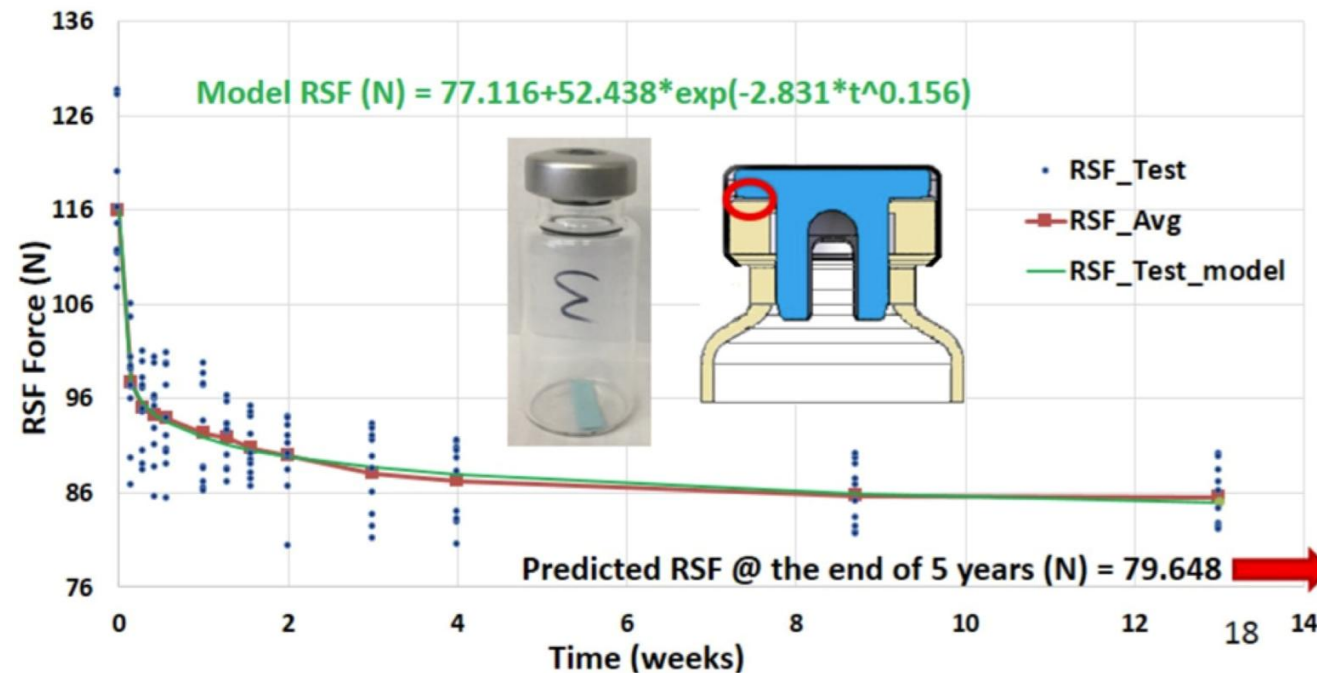 136
126
116
106
96
86
76
RSF Force (N)
Model RSF (N) = 77.116+52.438*exp(-2.831*t^0.156)
RSF_Test
RSF_Avg
RSF_Test_model
Predicted RSF @ the end of 5 years (N) = 79.648
0
2
4
6
8
10
12
14
18
Time (weeks)